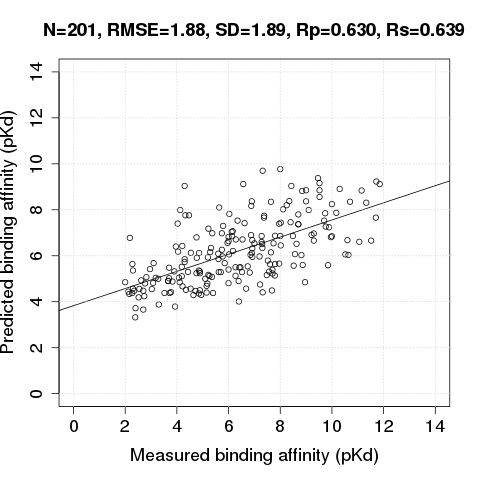 N=201, RMSE=1.88, SD=1.89, Rp=0.630, Rs=0.639
14
12
10
8
6
4
2
0
Predicted binding affinity (pKd)
0 2 4 6 8 10 12 14
Measured binding affinity (pKd)